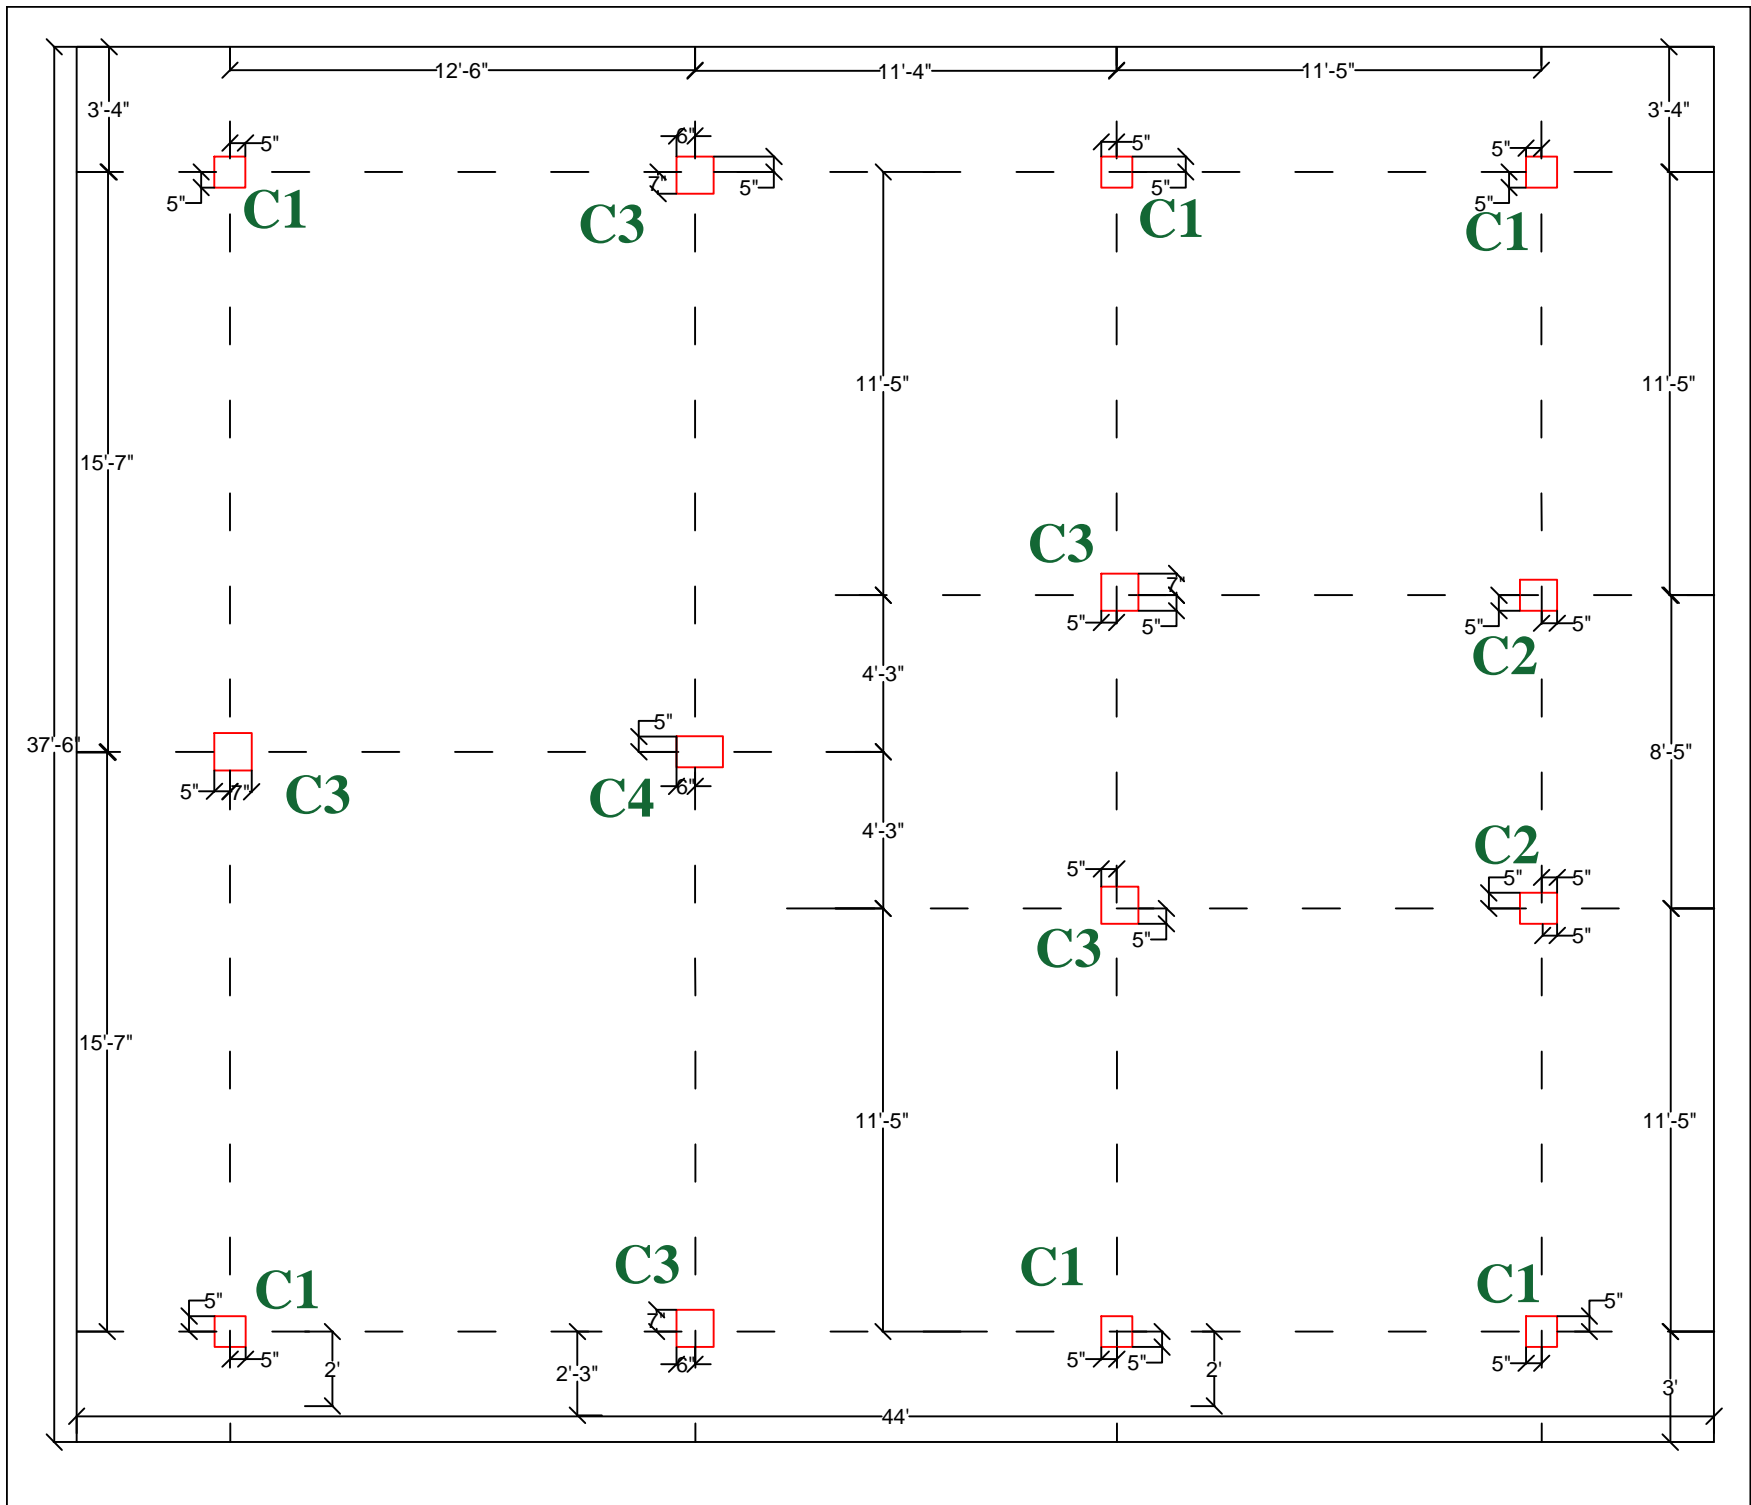 12'-6" 11'-4" 11'-5"
3'-4" 3'-4"
5" 6" 5" 5"
7" 5" 5"
5" 5"
C1 C3 C1 C1
11'-5" 11'-5"
15'-7"
C3
7"
5" 5" 5" 5"
C2
4'-3"
5"
37'-6" 8'-5"
5" 7" C3 C4 6"
4'-3"
C2
5" 5" 5"
5" 5"
C3
15'-7"
11'-5" 11'-5"
C3 C1 C1
C1
5" 5"
7"
5" 6" 5" 5" 5"
2' 2'-3" 2'
3'
44'